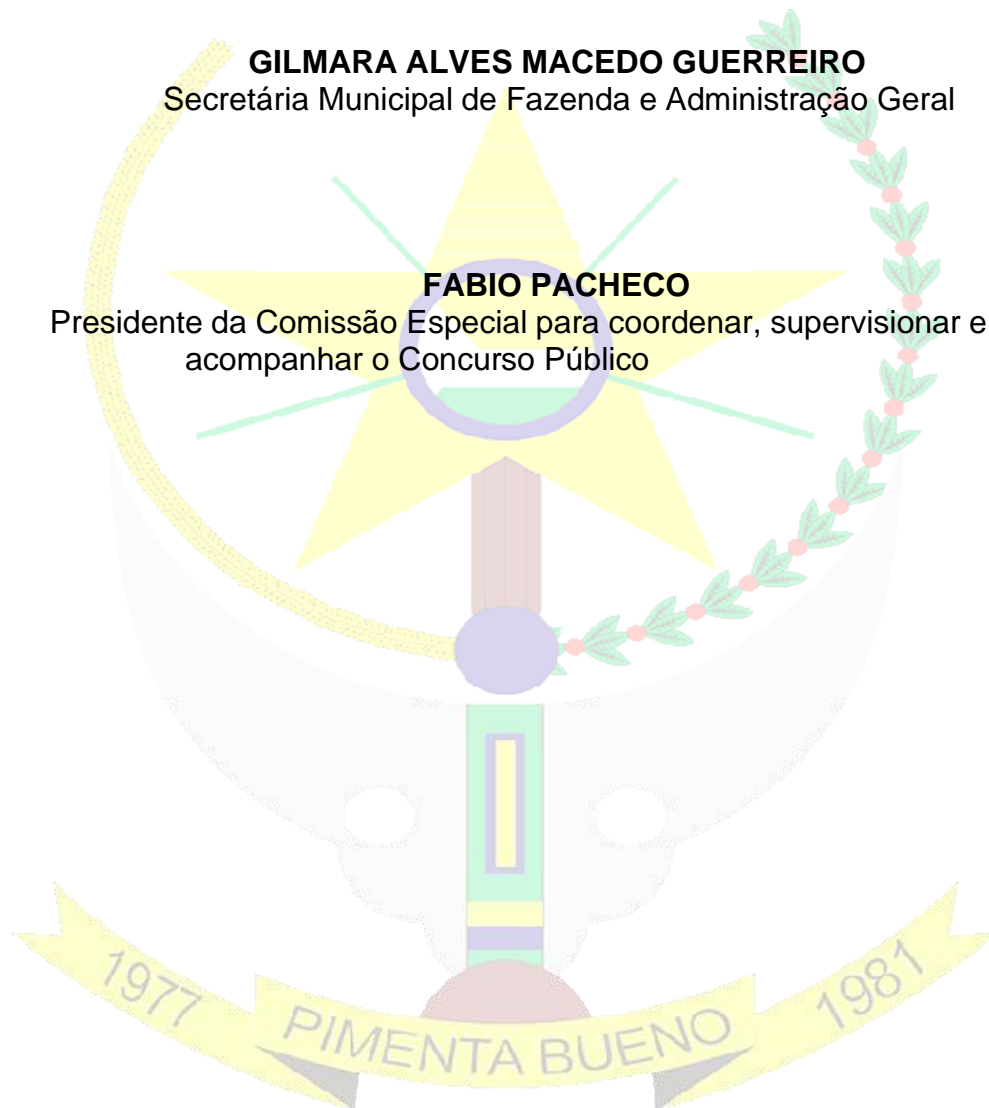 GILMARA ALVES MACEDO GUERREIRO
Secretária Municipal de Fazenda e Administração Geral
FABIO PACHECO
Presidente da Comissão Especial para coordenar, supervisionar e
acompanhar o Concurso Público
1977
PIMENTA BUENO
1981